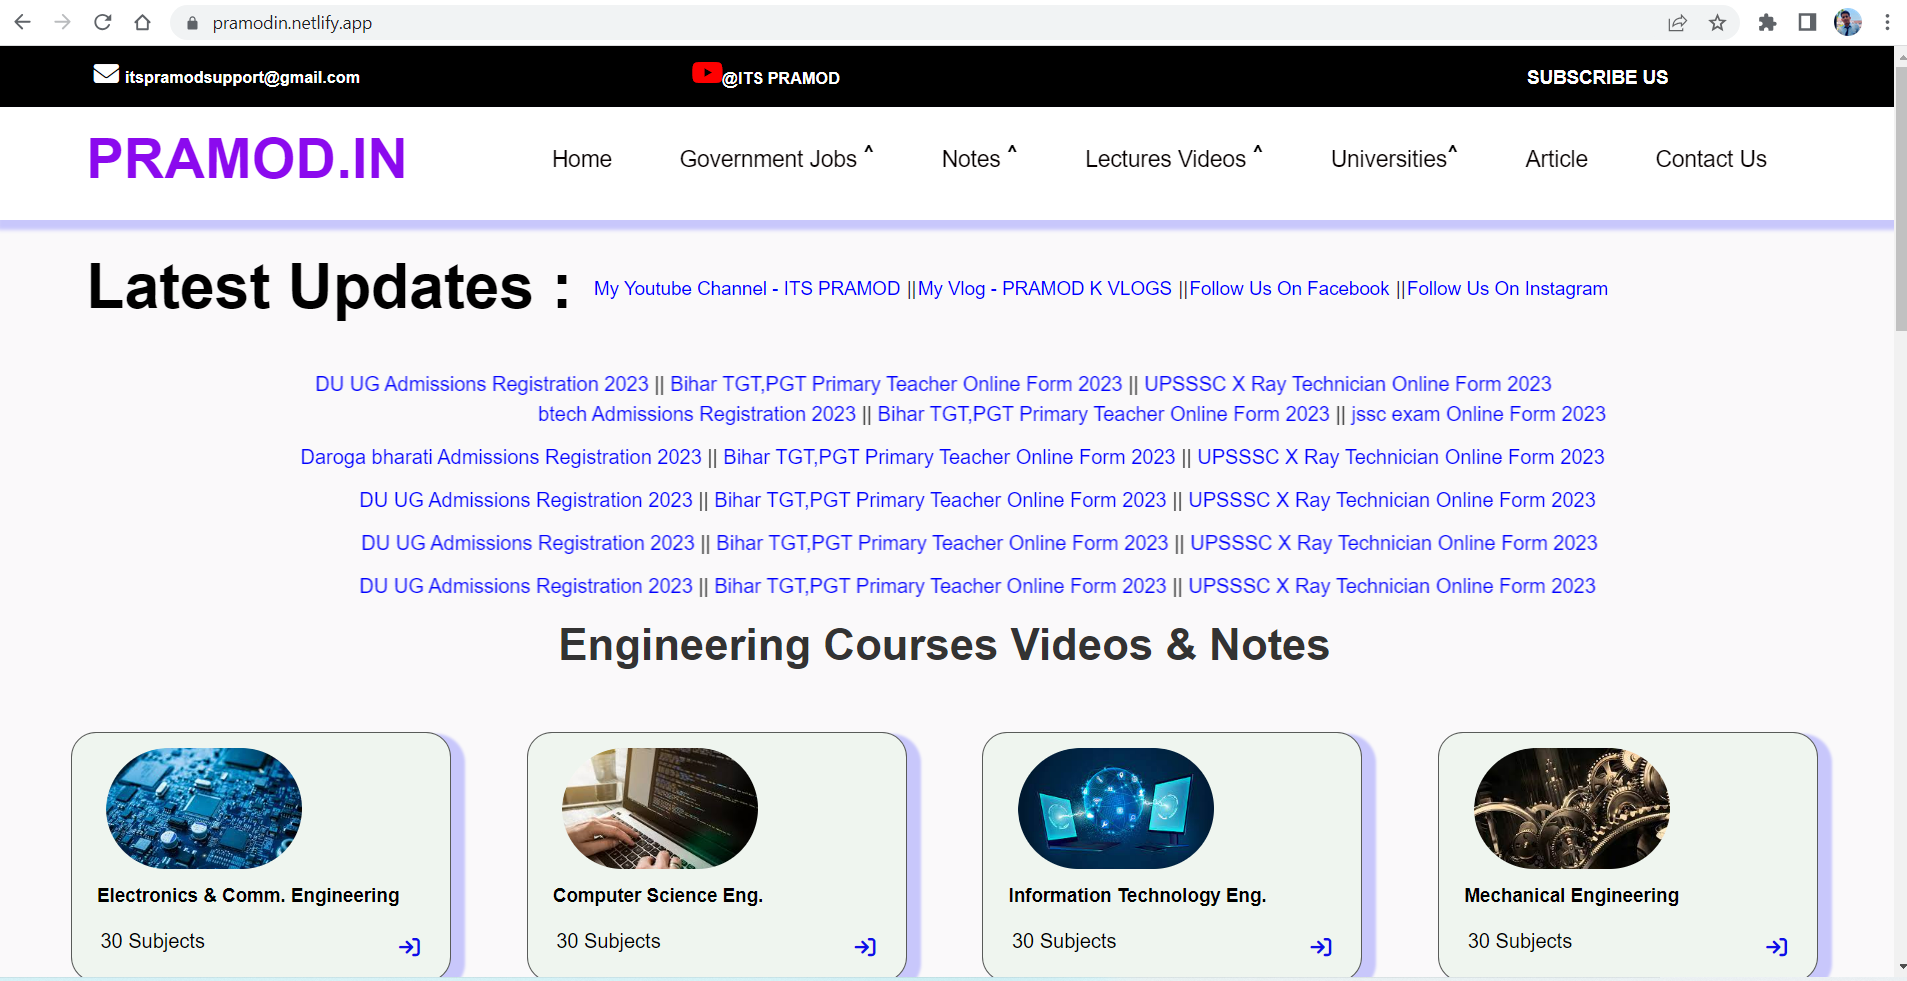 pramodin.netlify.app
itspramodsupport@gmail.com @ITS PRAMOD SUBSCRIBE US
PRAMOD.IN Home Government Jobs ^ Notes ^ Lectures Videos ^ Universities^ Article Contact Us
Latest Updates : My Youtube Channel - ITS PRAMOD ||My Vlog - PRAMOD K VLOGS ||Follow Us On Facebook ||Follow Us On Instagram
DU UG Admissions Registration 2023 || Bihar TGT,PGT Primary Teacher Online Form 2023 || UPSSSC X Ray Technician Online Form 2023
btech Admissions Registration 2023 || Bihar TGT,PGT Primary Teacher Online Form 2023 || jssc exam Online Form 2023
Daroga bharati Admissions Registration 2023 || Bihar TGT,PGT Primary Teacher Online Form 2023 || UPSSSC X Ray Technician Online Form 2023
DU UG Admissions Registration 2023 || Bihar TGT,PGT Primary Teacher Online Form 2023 || UPSSSC X Ray Technician Online Form 2023
DU UG Admissions Registration 2023 || Bihar TGT,PGT Primary Teacher Online Form 2023 || UPSSSC X Ray Technician Online Form 2023
DU UG Admissions Registration 2023 || Bihar TGT,PGT Primary Teacher Online Form 2023 || UPSSSC X Ray Technician Online Form 2023
Engineering Courses Videos & Notes
Electronics & Comm. Engineering
30 Subjects
Computer Science Eng.
30 Subjects
Information Technology Eng.
30 Subjects
Mechanical Engineering
30 Subjects